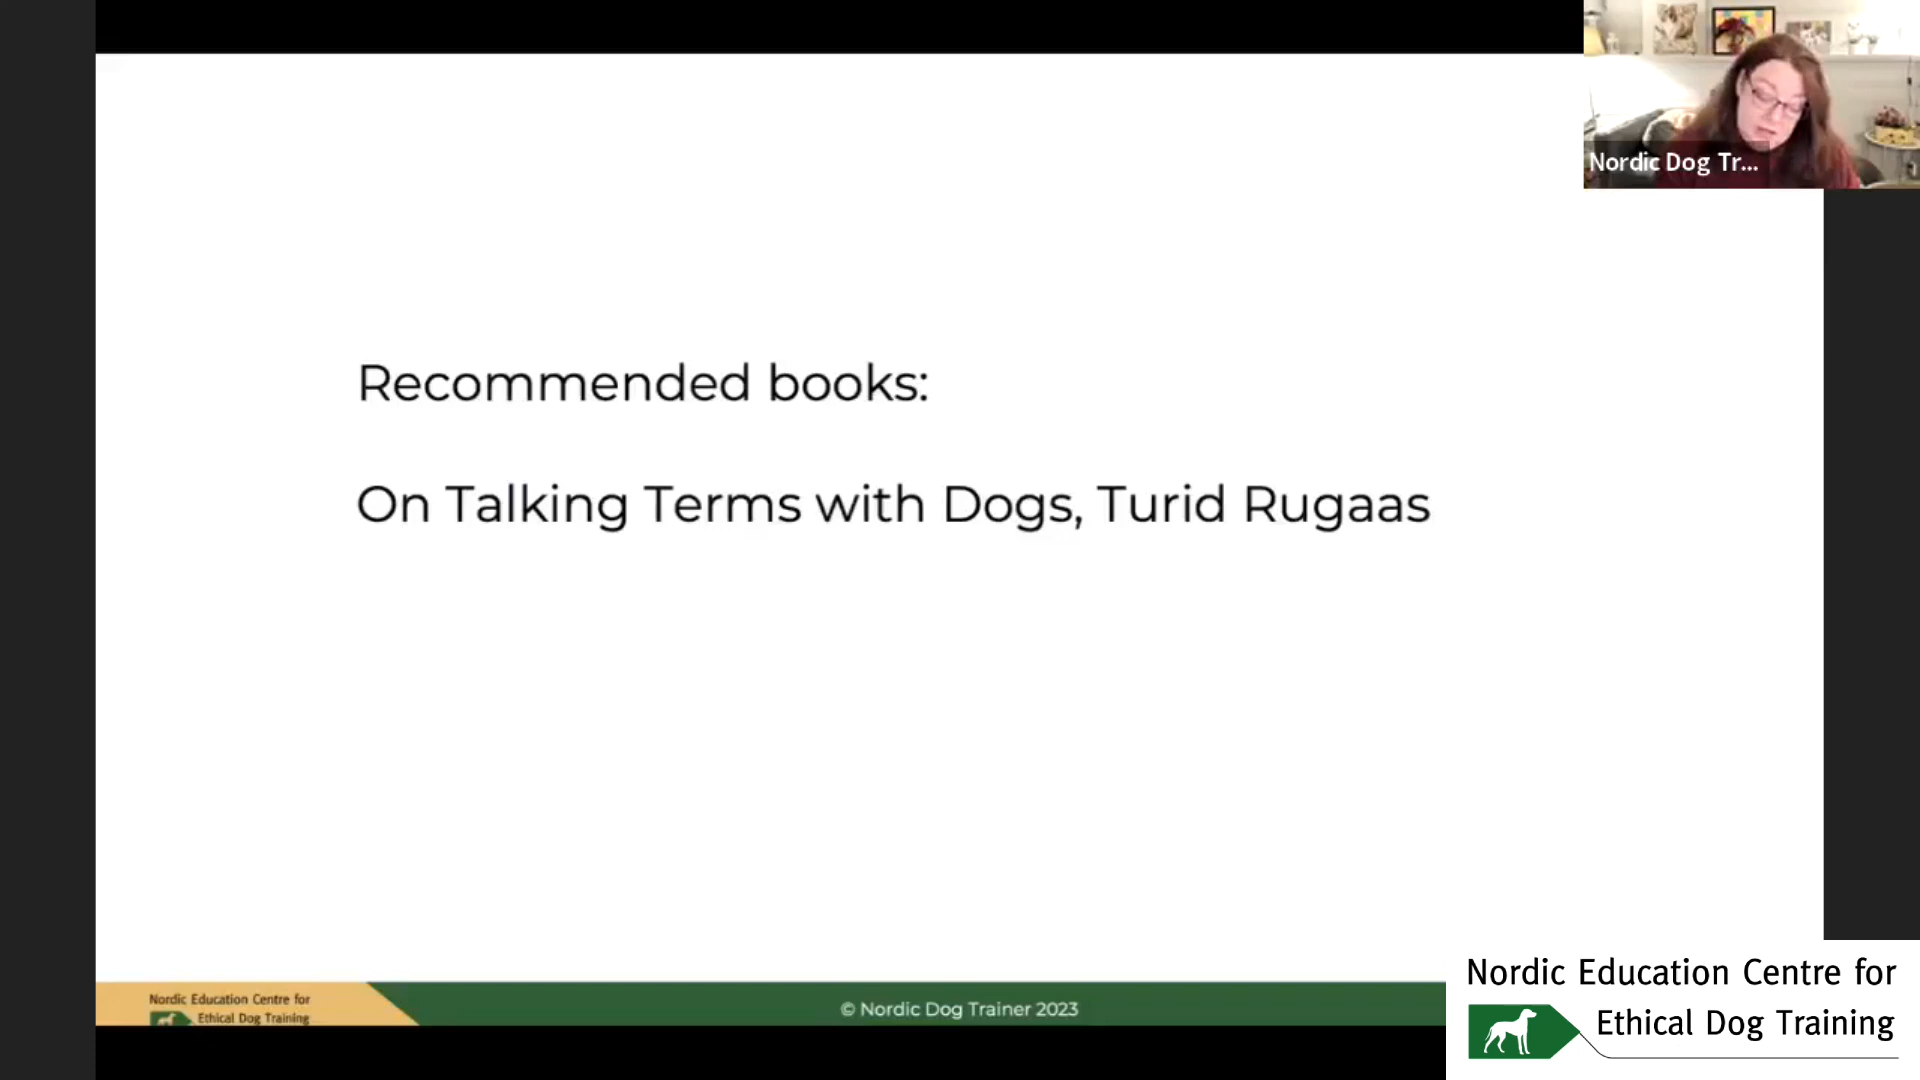 Nordic Dog Tr...
Recommended books:
On Talking Terms with Dogs, Turid Rugaas
Nordic Education Centre for
Ethical Dog Training
© Nordic Dog Trainer 2023
Nordic Education Centre for
Ethical Dog Training